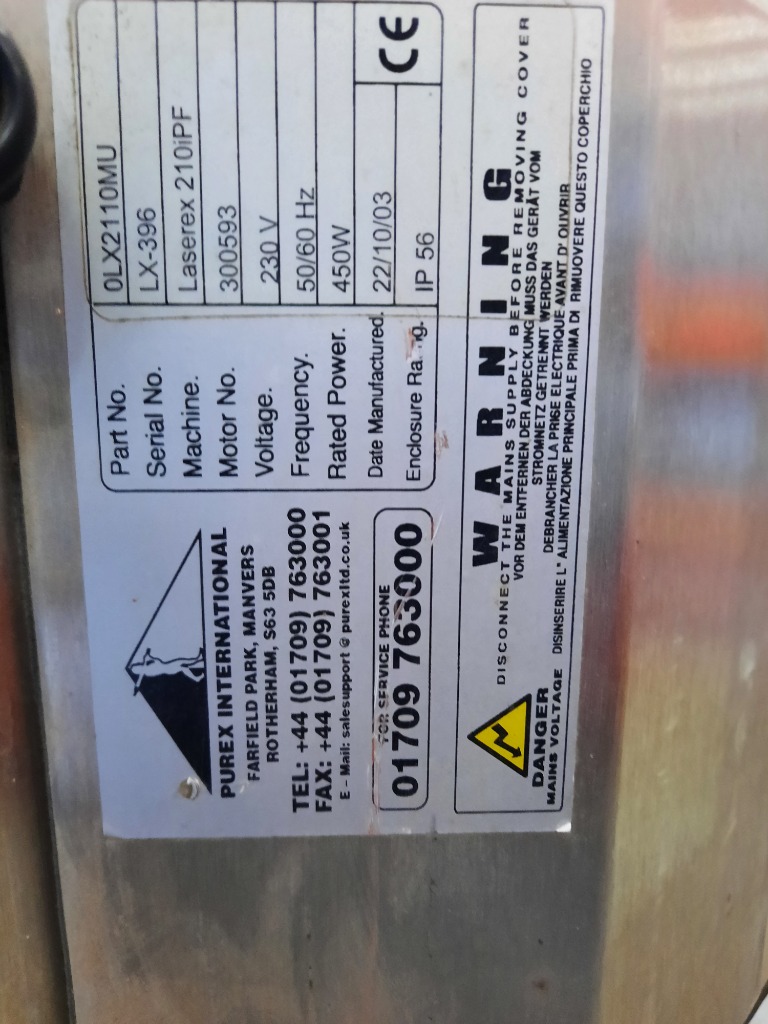 PUREX INTERNATIONAL
FARFIELD PARK, MANVERS
ROTHERHAM, S63 5DB
TEL: +44 (01709) 763000
FAX: +44 (01709) 763001
E - Mail: salesupport @ purexltd.co.uk
FOR SERVICE PHONE
01709 763000
Part No. 0LX2110MU
Serial No. LX-396
Machine. Laserex 210iPF
Motor No. 300593
Voltage. 230 V
Frequency. 50/60 Hz
Rated Power. 450W
Date Manufactured. 22/10/03
Enclosure IP 56
CE
WARNING
DISCONNECT THE MAINS SUPPLY BEFORE REMOVING COVER
VOR DEM ENTFERNEN DER ABDECKUNG MUSS DAS GERÄT VOM
STROMNETZ GETRENNT WERDEN
DEBRANCHER LA PRISE ELECTRIQUE AVANT D' OUVRIR
DISINSERIRE L' ALIMENTAZIONE PRINCIPALE PRIMA DI RIMUOVERE QUESTO COPERCHIO
DANGER
MAINS VOLTAGE